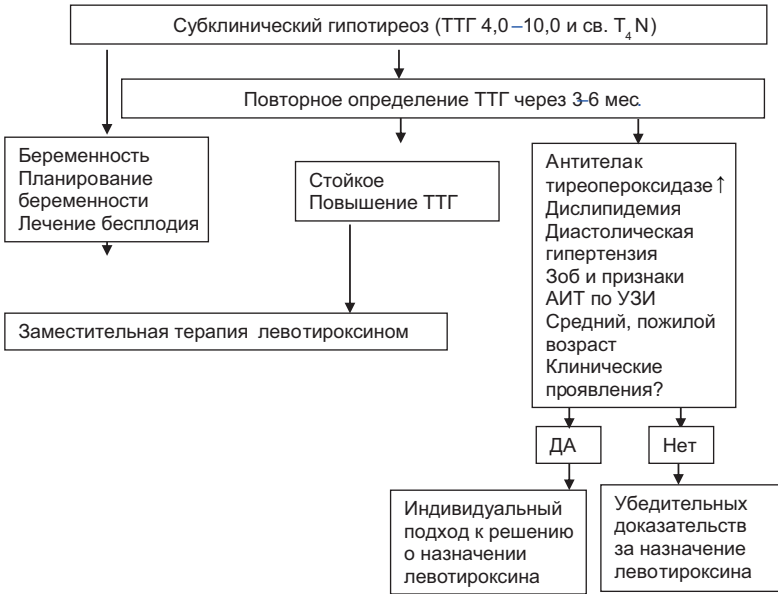 Субклинический гипотиреоз (ТТГ 4,0–10,0 и св. Т4 N)
Повторное определение ТТГ через 3–6 мес.
Беременность
Планирование
беременности
Лечение бесплодия
Стойкое
Повышение ТТГ
Заместительная терапия левотироксином
Антителак
тиреопероксидазе↑
Дислипидемия
Диастолическая
гипертензия
Зоб и признаки
АИТ по УЗИ
Средний, пожилой
возраст
Клинические
проявления?
ДА
Нет
Индивидуальный
подход к решению
о назначении
левотироксина
Убедительных
доказательств
за назначение
левотироксина